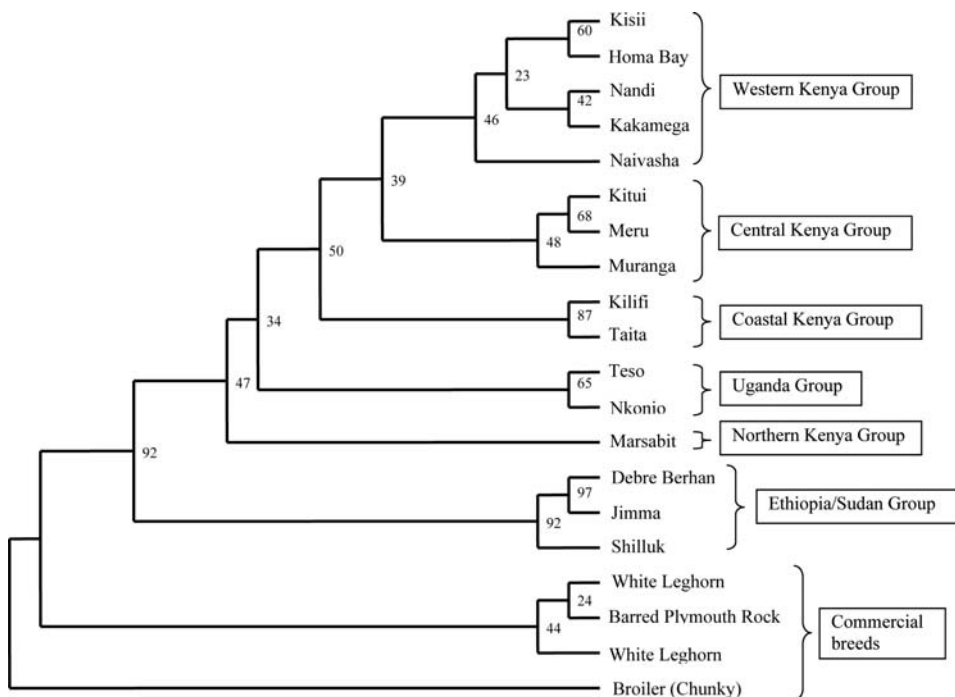 Kisii
60
Homa Bay
23
Nandi
42
Western Kenya Group
46
Kakamega
Naivasha
39
Kitui
68
Meru
Central Kenya Group
48
50
Muranga
Kilifi
87
Coastal Kenya Group
34
Taita
Teso
65
Uganda Group
47
Nkonio
Marsabit
Northern Kenya Group
92
Debre Berhan
97
Ethiopia/Sudan Group
Jimma
92
Shilluk
White Leghorn
24
Barred Plvmouth Rock
44
Commercial
breeds
White Leghorn
Broiler (Chunky)